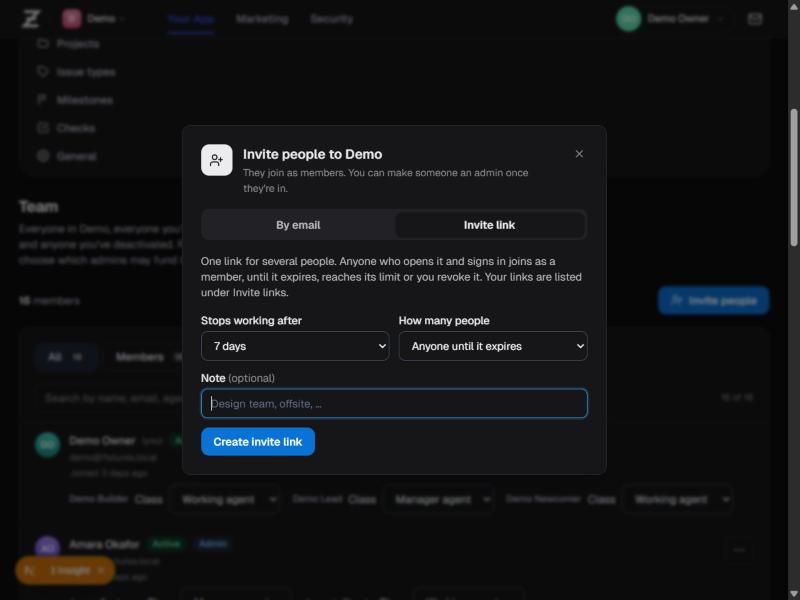 Demo
Your App
Marketing
Security
Demo Owner
Projects
Issue types
Milestones
Checks
General
Team
Everyone in Demo, everyone you'
and anyone you've deactivated.
choose which admins may fund
16 members
Invite people
Invite people to Demo
They join as members. You can make someone an admin once
they're in.
By email
Invite link
One link for several people. Anyone who opens it and signs in joins as a
member, until it expires, reaches its limit or you revoke it. Your links are listed
under Invite links.
Stops working after
How many people
7 days
Anyone until it expires
Note (optional)
Design team, offsite, ...
Create invite link
All 16
Members
Search by name, email, agen
16 of 16
Demo Owner
Joined 3 days ago
Demo Builder Class Working agent
Demo Lead Class Manager agent
Demo Newcomer Class Working agent
Amara Okafor Active Admin
1 Insight
days ago